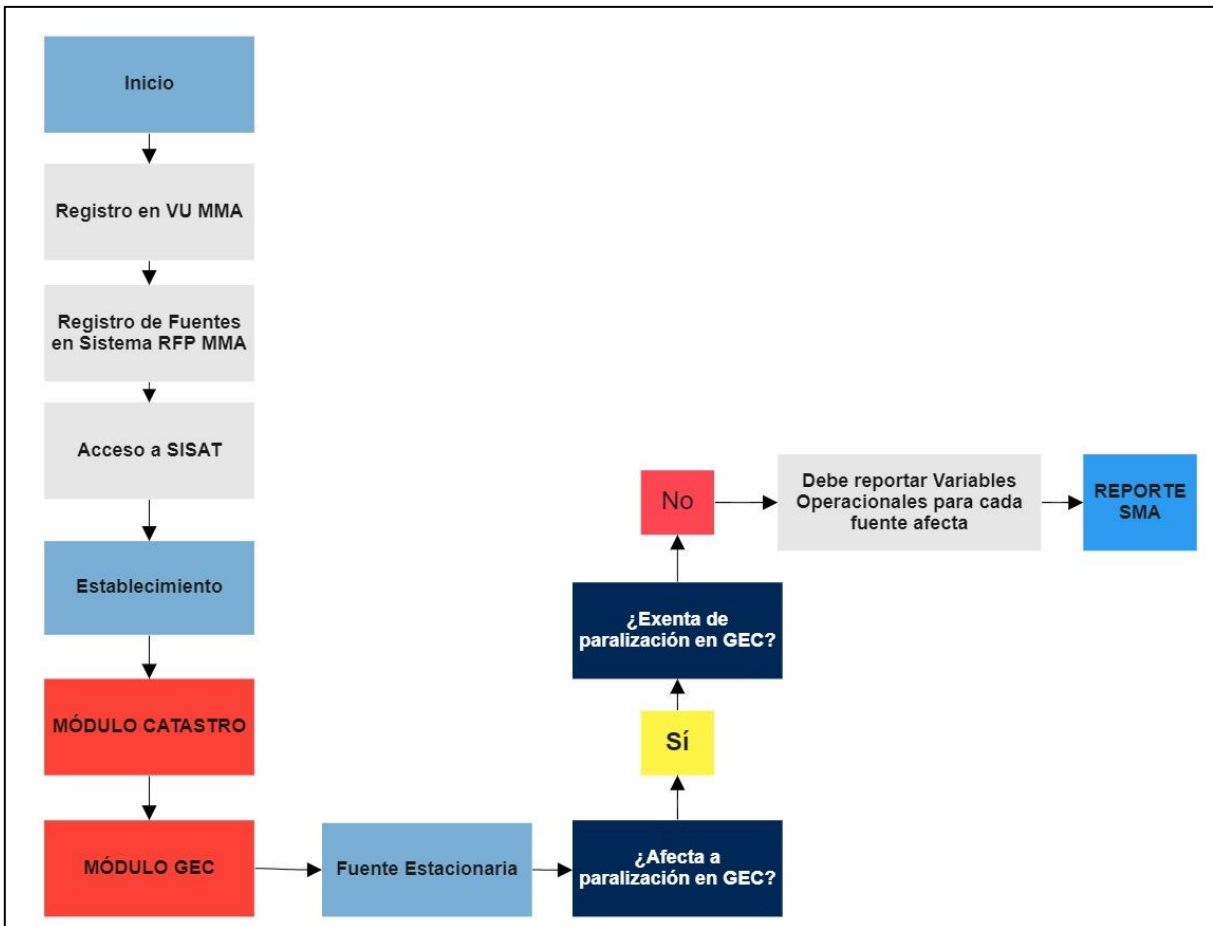 Inicio
Registro en VU MMA
Registro de Fuentes
en Sistema RFP MMA
Acceso a SISAT
Establecimiento
MÓDULO CATASTRO
MÓDULO GEC
Fuente Estacionaria
¿Afecta a
paralización en GEC?
Sí
¿Exenta de
paralización en GEC?
No
Debe reportar Variables
Operacionales para cada
fuente afecta
REPORTE
SMA